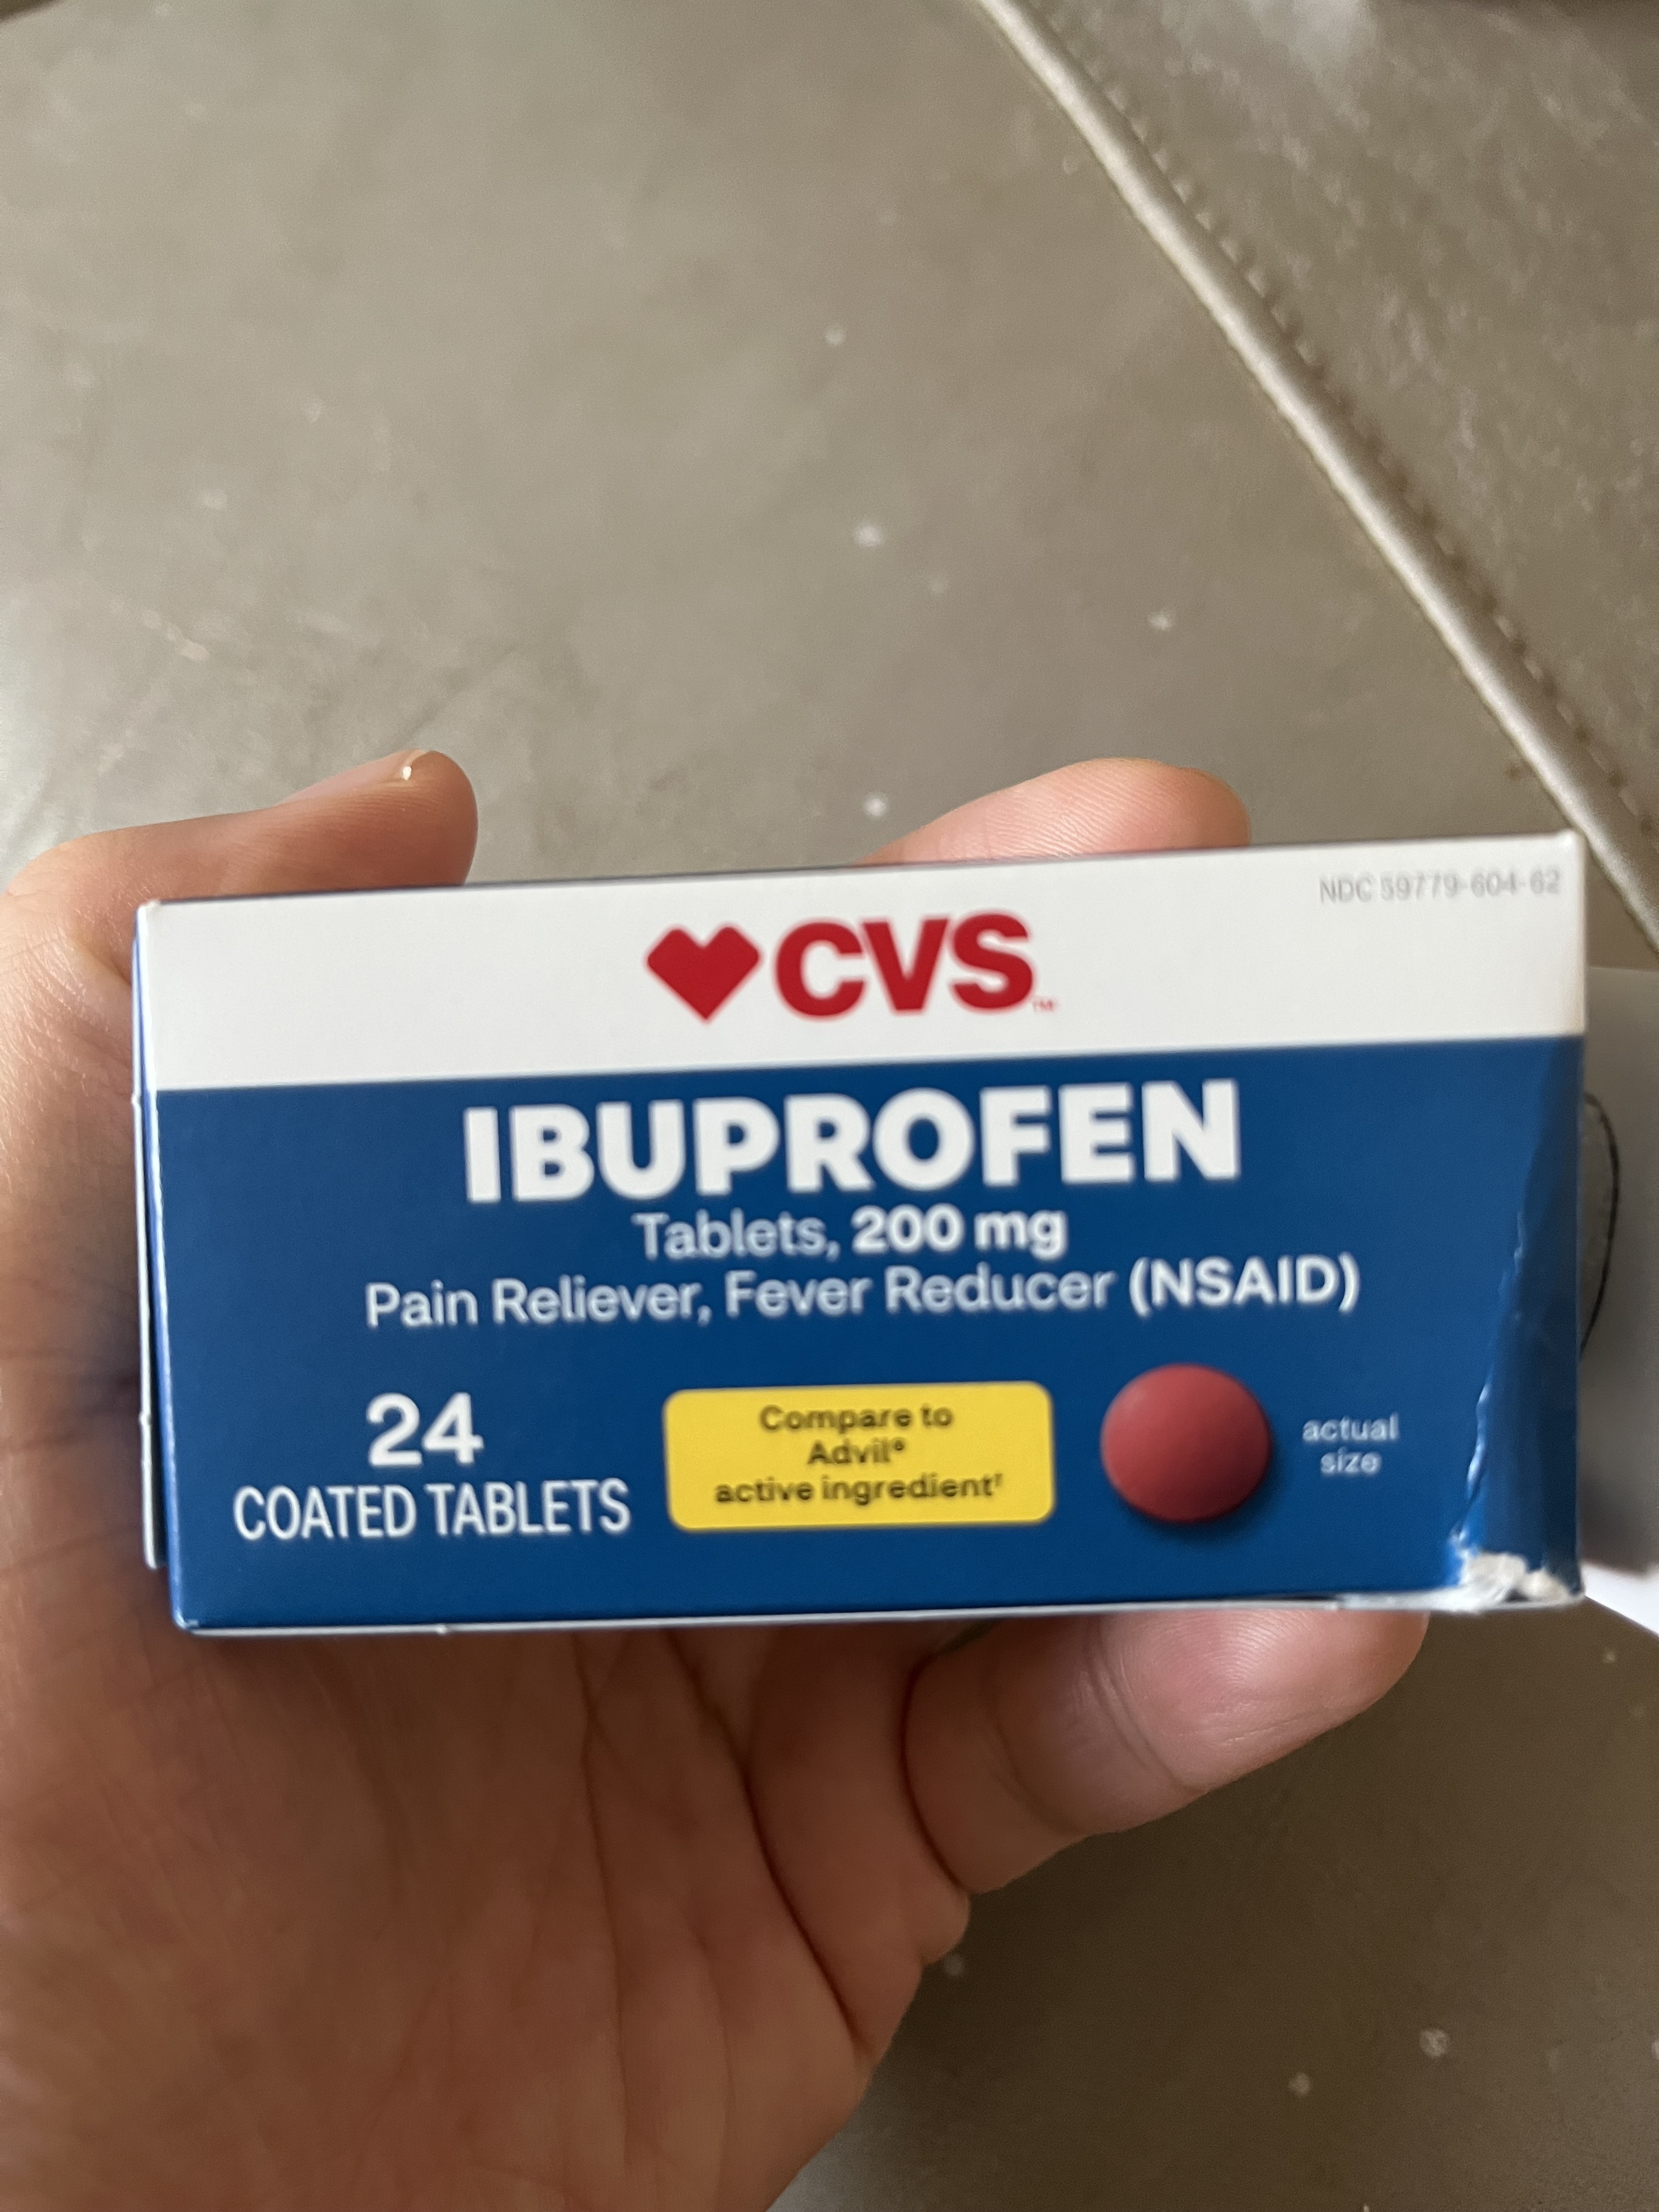 NDC 59779-604-62
CVS™
IBUPROFEN
Tablets, 200 mg
Pain Reliever, Fever Reducer (NSAID)
24
COATED TABLETS
Compare to
Advil®
active ingredient†
actual
size